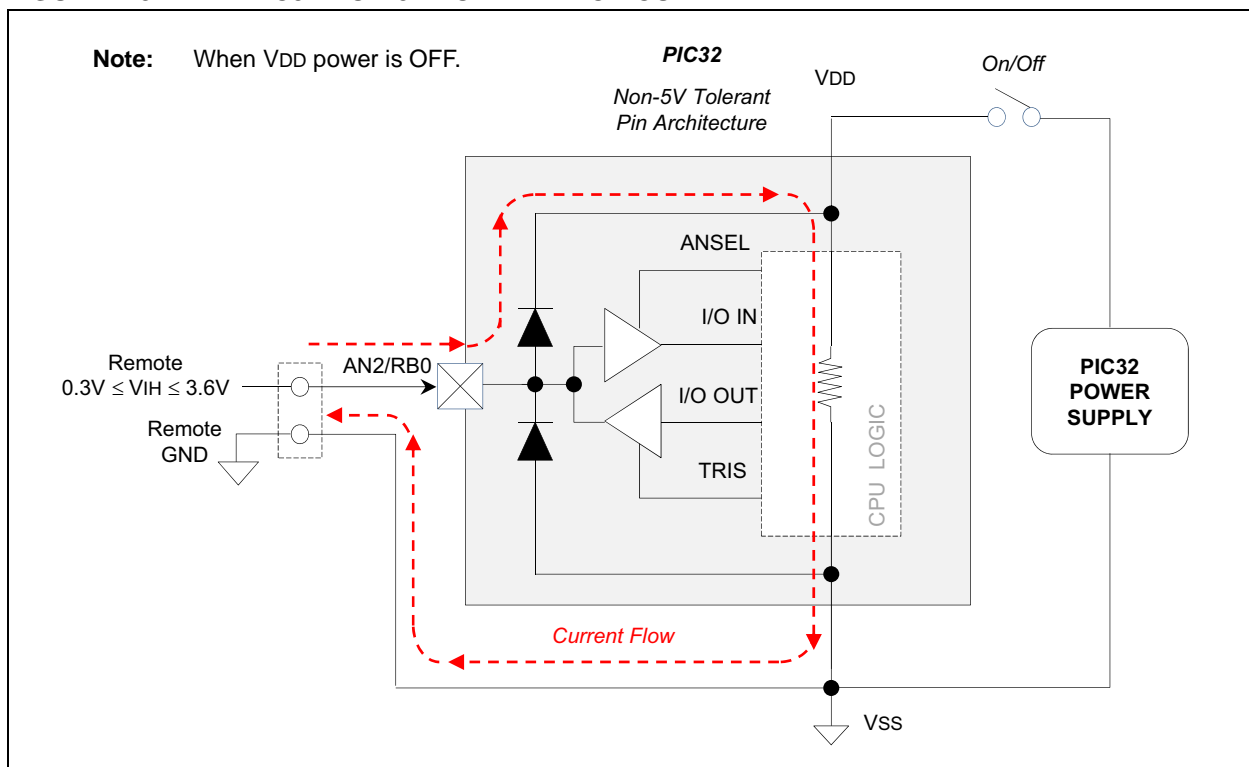 Note: When VDD power is OFF.
PIC32
Non-5V Tolerant
Pin Architecture
VDD
On/Off
ANSEL
I/O IN
Remote
0.3V ≤ VIH ≤ 3.6V
AN2/RB0
I/O OUT
Remote
GND
TRIS
CPU LOGIC
PIC32
POWER
SUPPLY
Current Flow
VSS